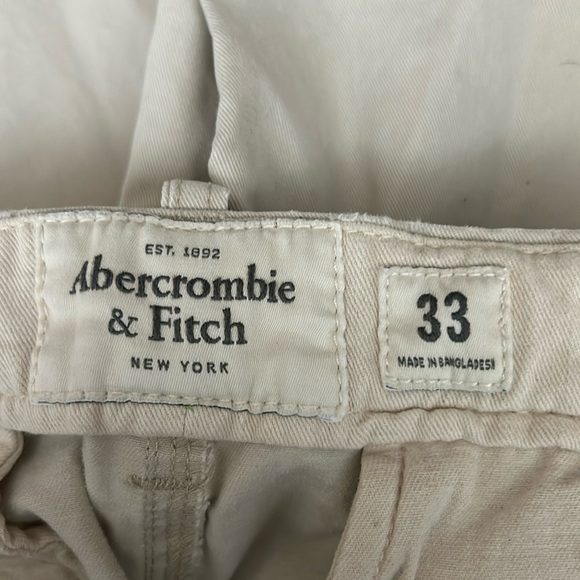 EST. 1892
Abercrombie
& Fitch
NEW YORK
33
MADE IN BANGLADESH